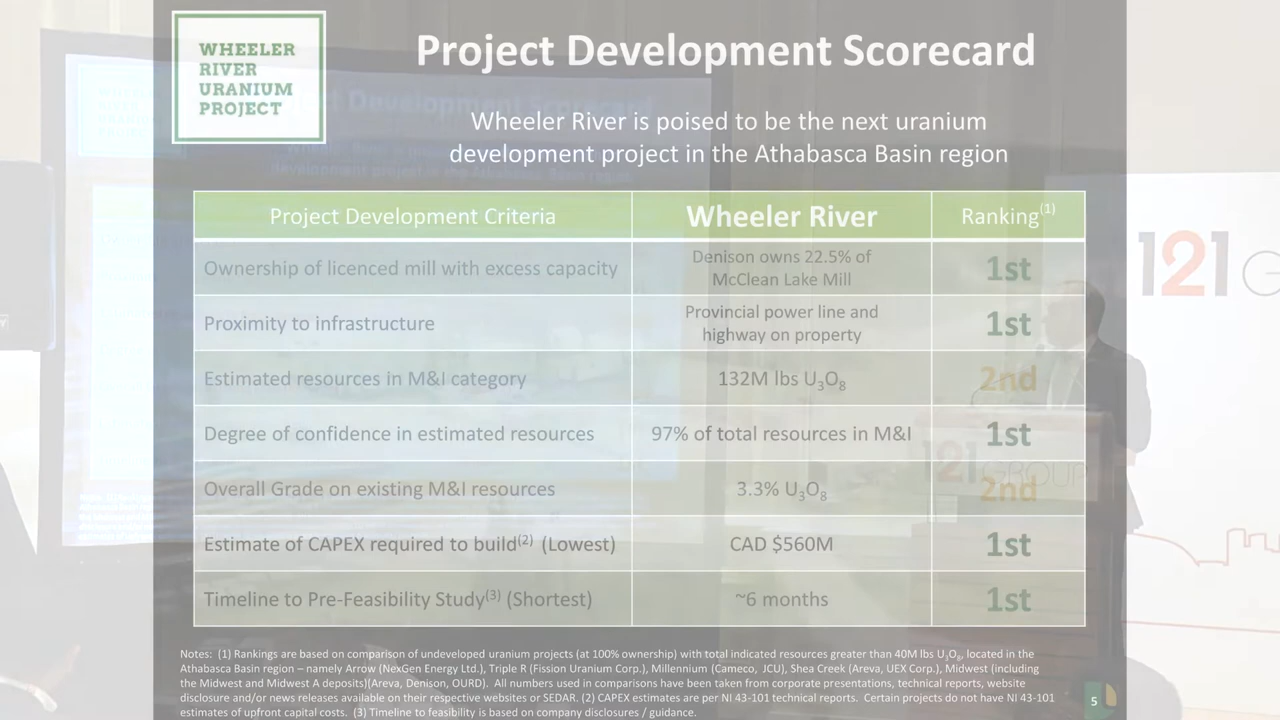 WHEELER
RIVER
URANIUM
PROJECT
Project Development Scorecard
Wheeler River is poised to be the next uranium
development project in the Athabasca Basin region
Project Development Criteria
Wheeler River
Ranking(1)
Ownership of licenced mill with excess capacity
Denison owns 22.5% of
McClean Lake Mill
1st
Proximity to infrastructure
Provincial power line and
highway on property
1st
Estimated resources in M&I category
132M lbs U3O8
2nd
Degree of confidence in estimated resources
97% of total resources in M&I
1st
Overall Grade on existing M&I resources
3.3% U3O8
2nd
Estimate of CAPEX required to build(2) (Lowest)
CAD $560M
1st
Timeline to Pre-Feasibility Study(3) (Shortest)
~6 months
1st
Notes: (1) Rankings are based on comparison of undeveloped uranium projects (at 100% ownership) with total indicated resources greater than 40M lbs U3O8, located in the
Athabasca Basin region – namely Arrow (NexGen Energy Ltd.), Triple R (Fission Uranium Corp.), Millennium (Cameco, JCU), Shea Creek (Areva, UEX Corp.), Midwest (including
the Midwest and Midwest A deposits)(Areva, Denison, OURD). All numbers used in comparisons have been taken from corporate presentations, technical reports, website
disclosure and/or news releases available on their respective websites or SEDAR. (2) CAPEX estimates are per NI 43-101 technical reports. Certain projects do not have NI 43-101
estimates of upfront capital costs. (3) Timeline to feasibility is based on company disclosures / guidance.
5
121 G
121 GROUP